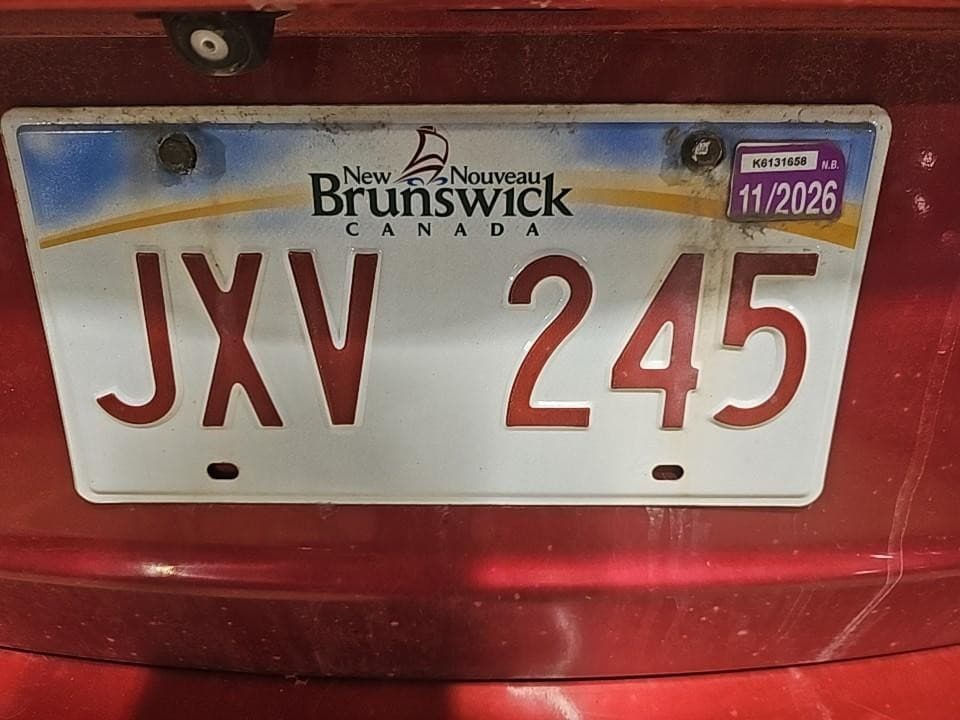 New Nouveau
Brunswick
CANADA
K6131658 N.B.
11/2026
JXV 245